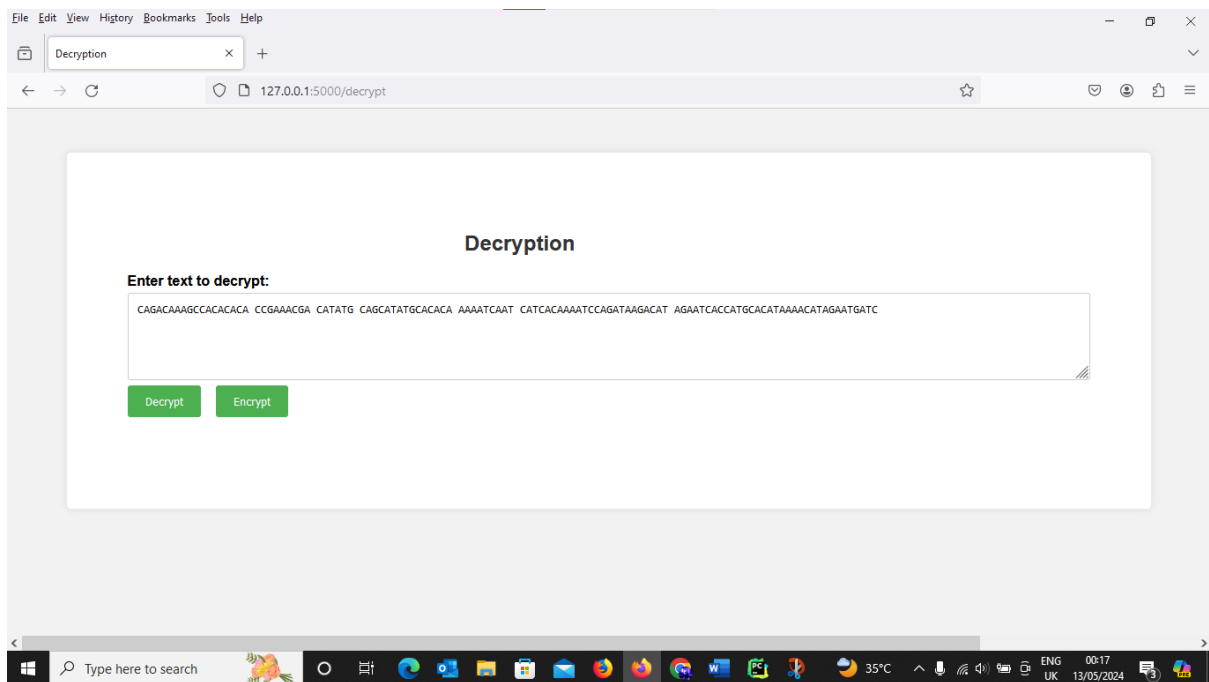 File Edit View History Bookmarks Tools Help
Decryption
127.0.0.1:5000/decrypt
Decryption
Enter text to decrypt:
CAGACAAAGCCACACACA CCGAAACGA CATATG CAGCATATGCACACA AAAATCAAT CATCACAAAATCCAGATAAGACAT AGAATCACCATGCACATAAAACATAGAATGATC
Decrypt Encrypt
Type here to search 35°C ENG 00:17
UK 13/05/2024 3